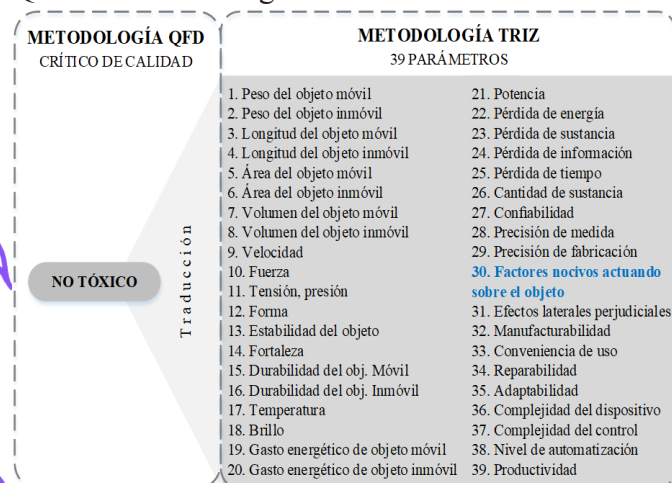 METODOLOGÍA QFD
CRÍTICO DE CALIDAD
NO TÓXICO
Traducción
METODOLOGÍA TRIZ
39 PARÁMETROS
1. Peso del objeto móvil
2. Peso del objeto inmóvil
3. Longitud del objeto móvil
4. Longitud del objeto inmóvil
5. Área del objeto móvil
6. Área del objeto inmóvil
7. Volumen del objeto móvil
8. Volumen del objeto inmóvil
9. Velocidad
10. Fuerza
11. Tensión, presión
12. Forma
13. Estabilidad del objeto
14. Fortaleza
15. Durabilidad del obj. Móvil
16. Durabilidad del obj. Inmóvil
17. Temperatura
18. Brillo
19. Gasto energético de objeto móvil
20. Gasto energético de objeto inmóvil
21. Potencia
22. Pérdida de energía
23. Pérdida de sustancia
24. Pérdida de información
25. Pérdida de tiempo
26. Cantidad de sustancia
27. Confiabilidad
28. Precisión de medida
29. Precisión de fabricación
30. Factores nocivos actuando
sobre el objeto
31. Efectos laterales perjudiciales
32. Manufacturabilidad
33. Conveniencia de uso
34. Reparabilidad
35. Adaptabilidad
36. Complejidad del dispositivo
37. Complejidad del control
38. Nivel de automatización
39. Productividad